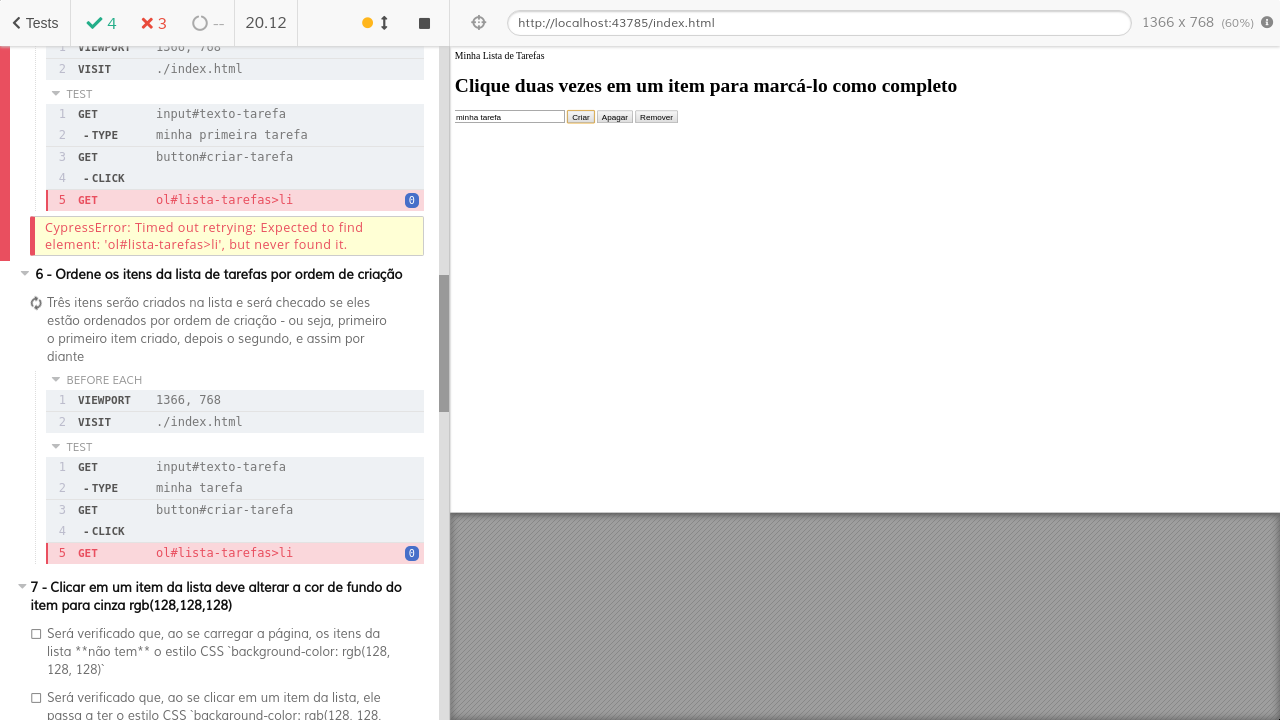 Tests 4 3 -- 20.12
http://localhost:43785/index.html 1366 x 768 (60%)
1 VIEWPORT 1366, 768
2 VISIT ./index.html
TEST
1 GET input#texto-tarefa
2 -TYPE minha primeira tarefa
3 GET button#criar-tarefa
4 -CLICK
5 GET ol#lista-tarefas>li 0
CypressError: Timed out retrying: Expected to find
element: 'ol#lista-tarefas>li', but never found it.
6 - Ordene os itens da lista de tarefas por ordem de criação
Três itens serão criados na lista e será checado se eles
estão ordenados por ordem de criação - ou seja, primeiro
o primeiro item criado, depois o segundo, e assim por
diante
BEFORE EACH
1 VIEWPORT 1366, 768
2 VISIT ./index.html
TEST
1 GET input#texto-tarefa
2 -TYPE minha tarefa
3 GET button#criar-tarefa
4 -CLICK
5 GET ol#lista-tarefas>li 0
7 - Clicar em um item da lista deve alterar a cor de fundo do
item para cinza rgb(128,128,128)
Será verificado que, ao se carregar a página, os itens da
lista **não tem** o estilo CSS `background-color: rgb(128,
128, 128)`
Será verificado que, ao se clicar em um item da lista, ele
passa a ter o estilo CSS `background-color: rgb(128, 128,
Minha Lista de Tarefas
Clique duas vezes em um item para marcá-lo como completo
minha tarefa Criar Apagar Remover